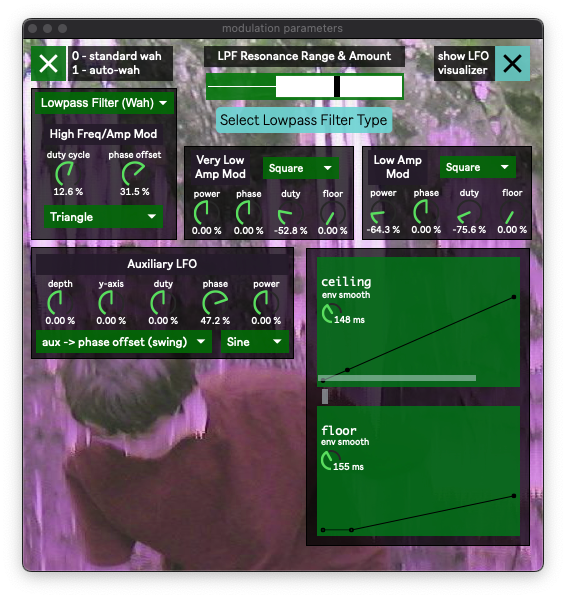 modulation parameters
0 - standard wah
1 - auto-wah
LPF Resonance Range & Amount
show LFO
visualizer
Lowpass Filter (Wah)
Select Lowpass Filter Type
High Freq/Amp Mod
duty cycle phase offset
12.6 % 31.5 %
Triangle
Very Low
Amp Mod
Square
power phase duty floor
0.00 % 0.00 % -52.8 % 0.00 %
Low Amp
Mod
Square
power phase duty floor
-64.3 % 0.00 % -75.6 % 0.00 %
Auxiliary LFO
depth y-axis duty phase power
0.00 % 0.00 % 0.00 % 47.2 % 0.00 %
aux -> phase offset (swing) Sine
ceiling
env smooth
148 ms
floor
env smooth
155 ms